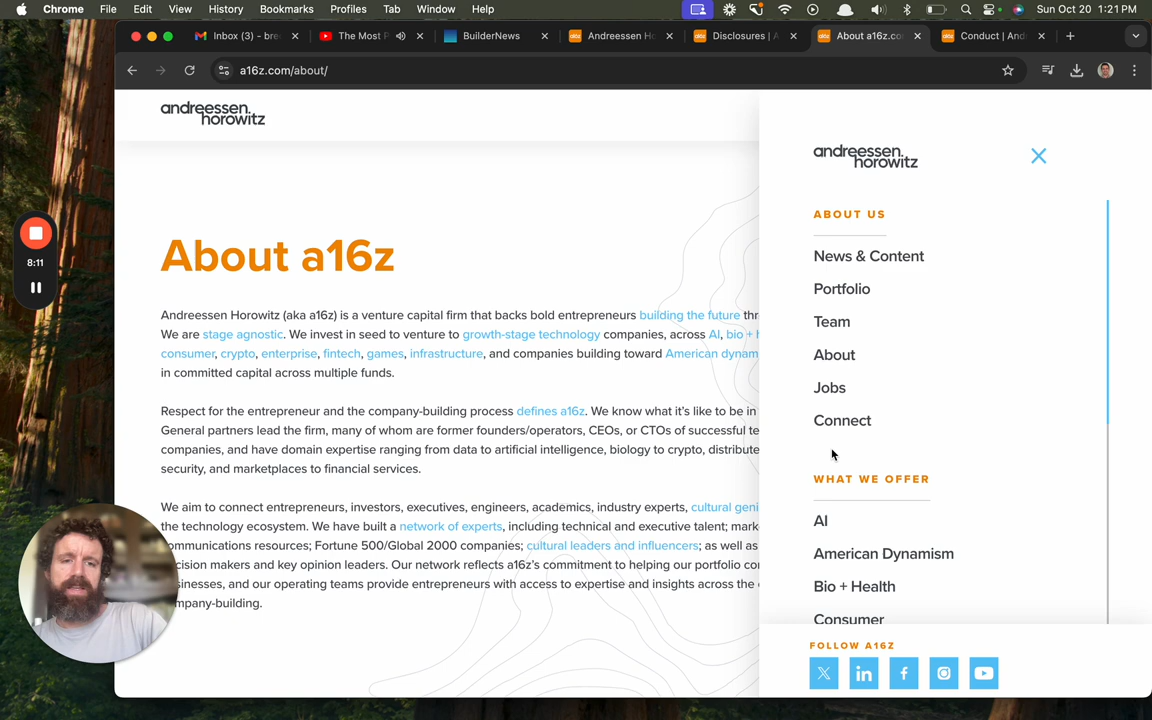 Chrome File Edit View History Bookmarks Profiles Tab Window Help Sun Oct 20 1:21 PM
Inbox (3) - bre
The Most P
BuilderNews
Andreessen Ho
Disclosures | A
About a16z.co
Conduct | And
a16z.com/about/
andreessen.
horowitz
About a16z
Andreessen Horowitz (aka a16z) is a venture capital firm that backs bold entrepreneurs building the future thr
We are stage agnostic. We invest in seed to venture to growth-stage technology companies, across AI, bio + h
consumer, crypto, enterprise, fintech, games, infrastructure, and companies building toward American dynam
in committed capital across multiple funds.
Respect for the entrepreneur and the company-building process defines a16z. We know what it's like to be in
General partners lead the firm, many of whom are former founders/operators, CEOs, or CTOs of successful te
companies, and have domain expertise ranging from data to artificial intelligence, biology to crypto, distribute
security, and marketplaces to financial services.
We aim to connect entrepreneurs, investors, executives, engineers, academics, industry experts, cultural geni
the technology ecosystem. We have built a network of experts, including technical and executive talent; mark
ommunications resources; Fortune 500/Global 2000 companies; cultural leaders and influencers; as well as
cision makers and key opinion leaders. Our network reflects a16z's commitment to helping our portfolio co
sinesses, and our operating teams provide entrepreneurs with access to expertise and insights across the
mpany-building.
andreessen.
horowitz
ABOUT US
News & Content
Portfolio
Team
About
Jobs
Connect
WHAT WE OFFER
AI
American Dynamism
Bio + Health
Consumer
FOLLOW A16Z
8:11